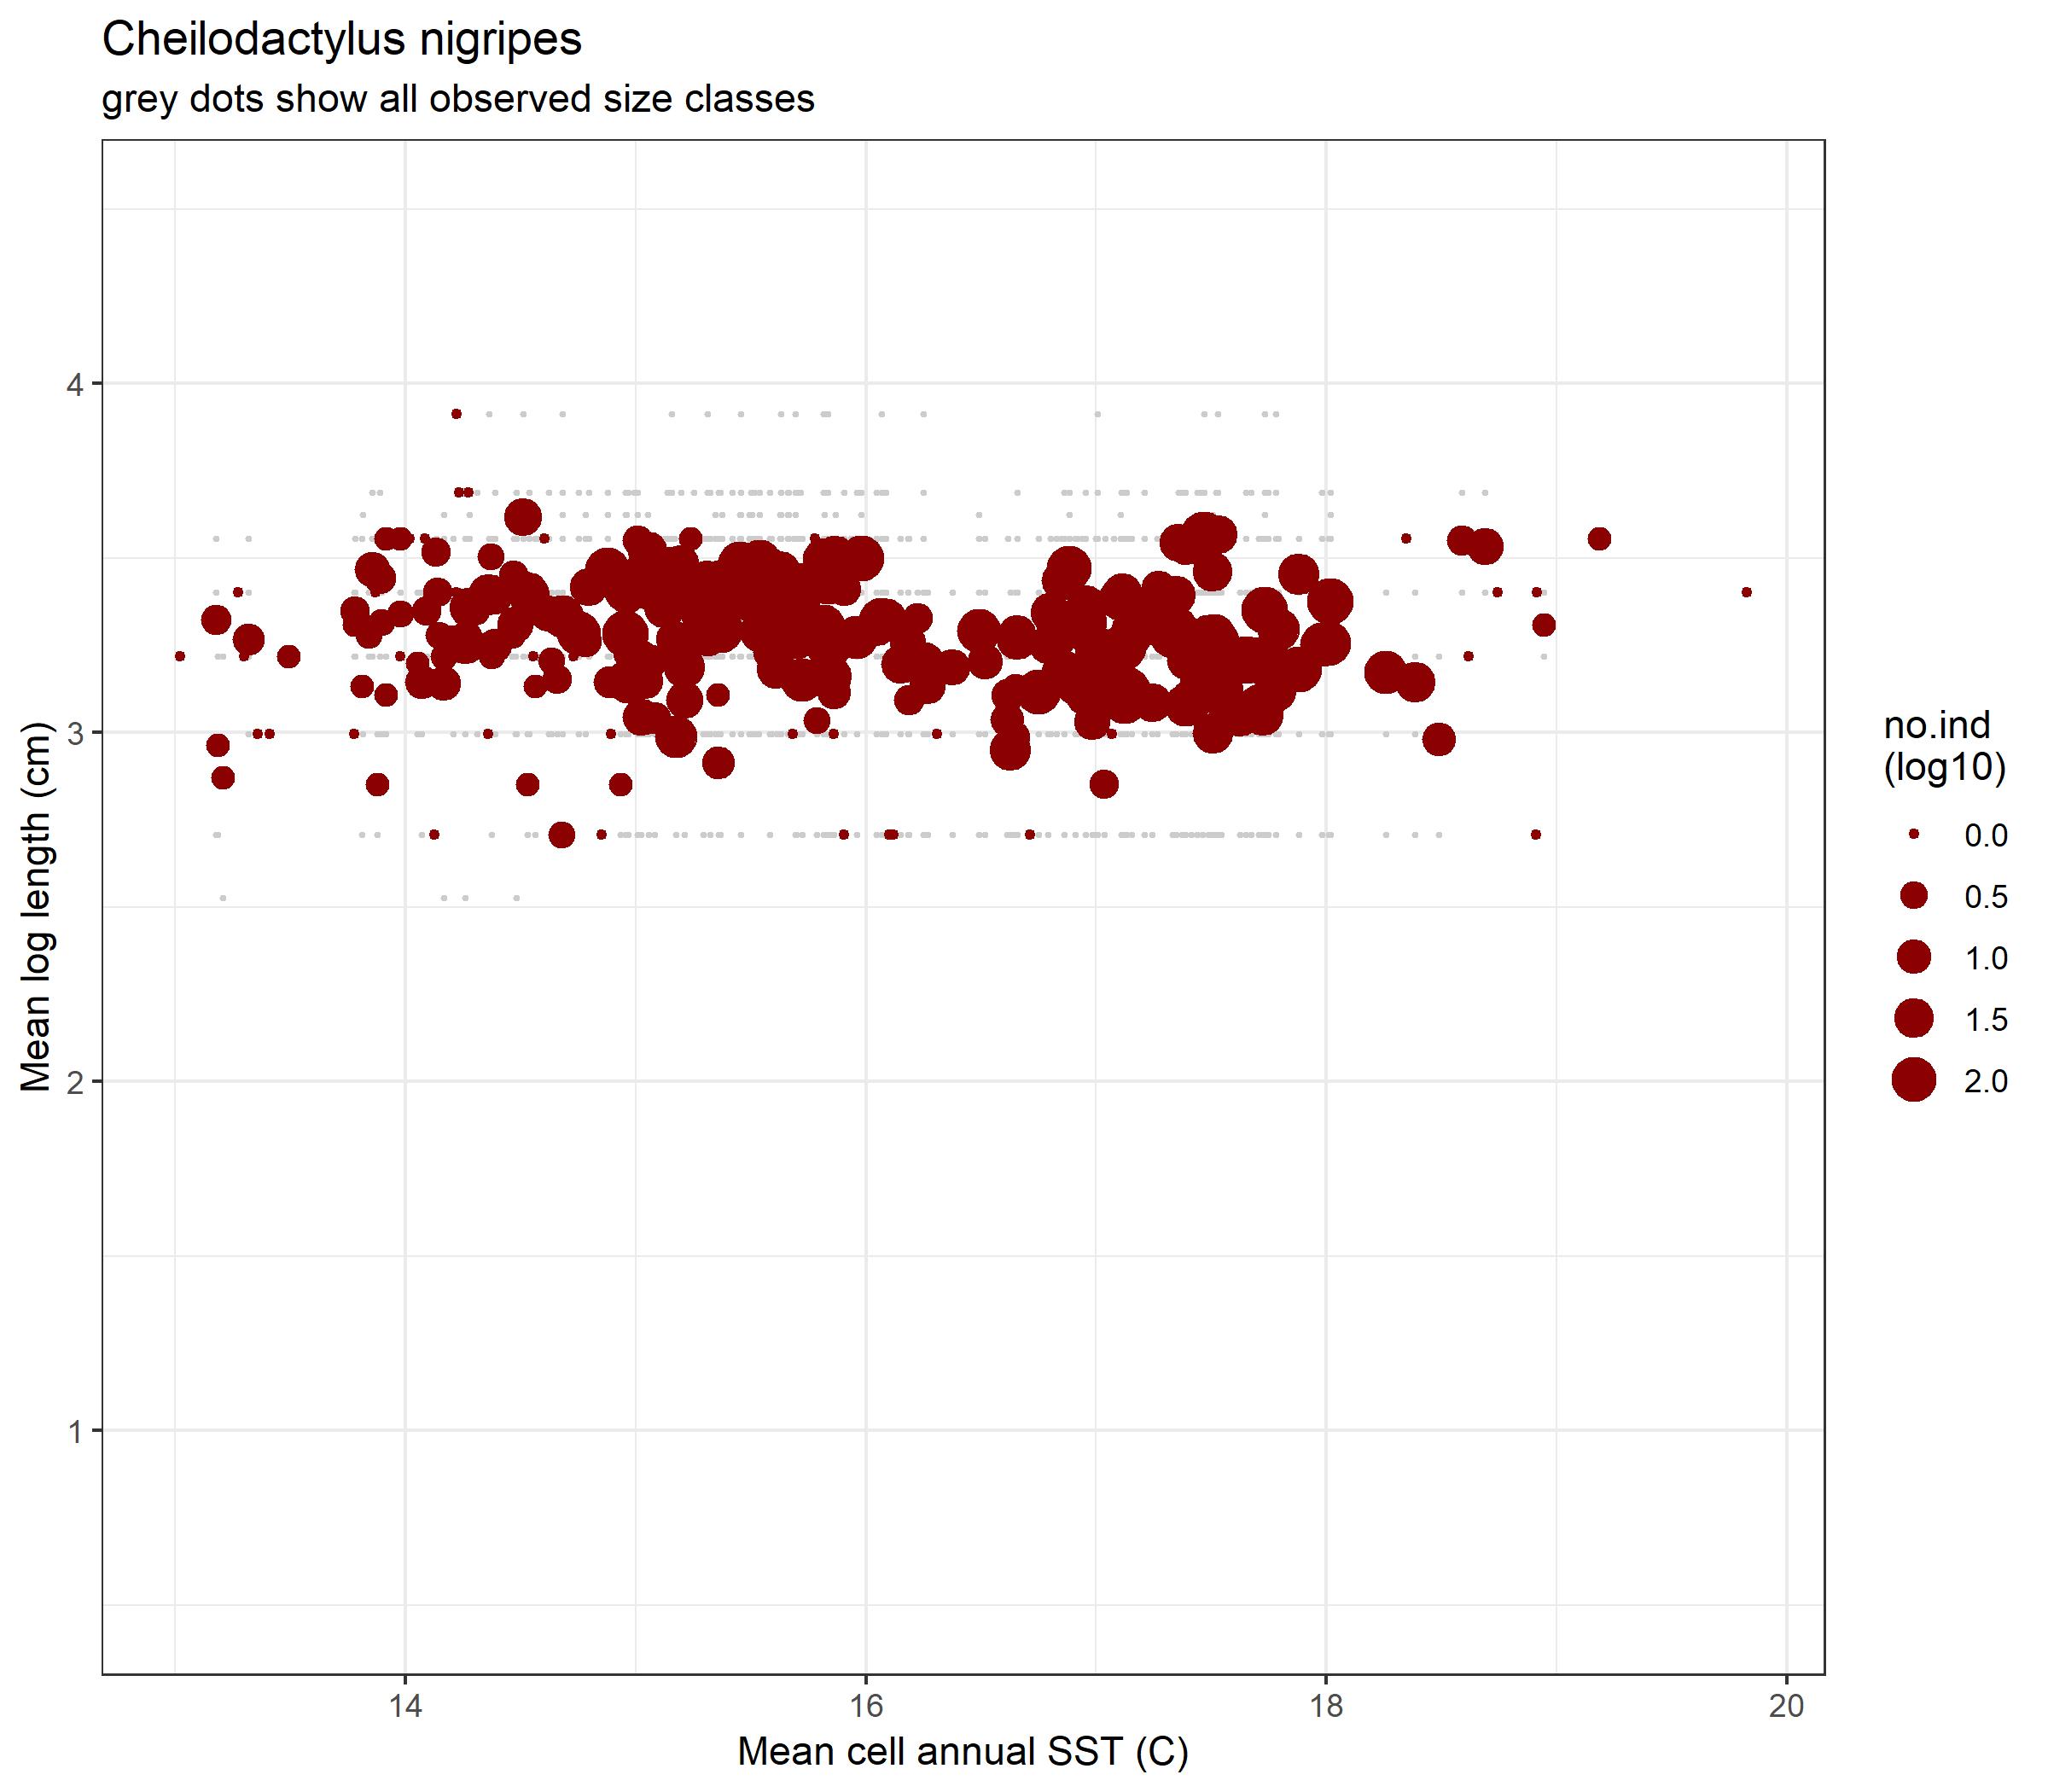 Cheilodactylus nigripes
grey dots show all observed size classes
Mean log length (cm)
4
3
2
1
14
16
18
20
Mean cell annual SST (C)
no.ind
(log10)
0.0
0.5
1.0
1.5
2.0